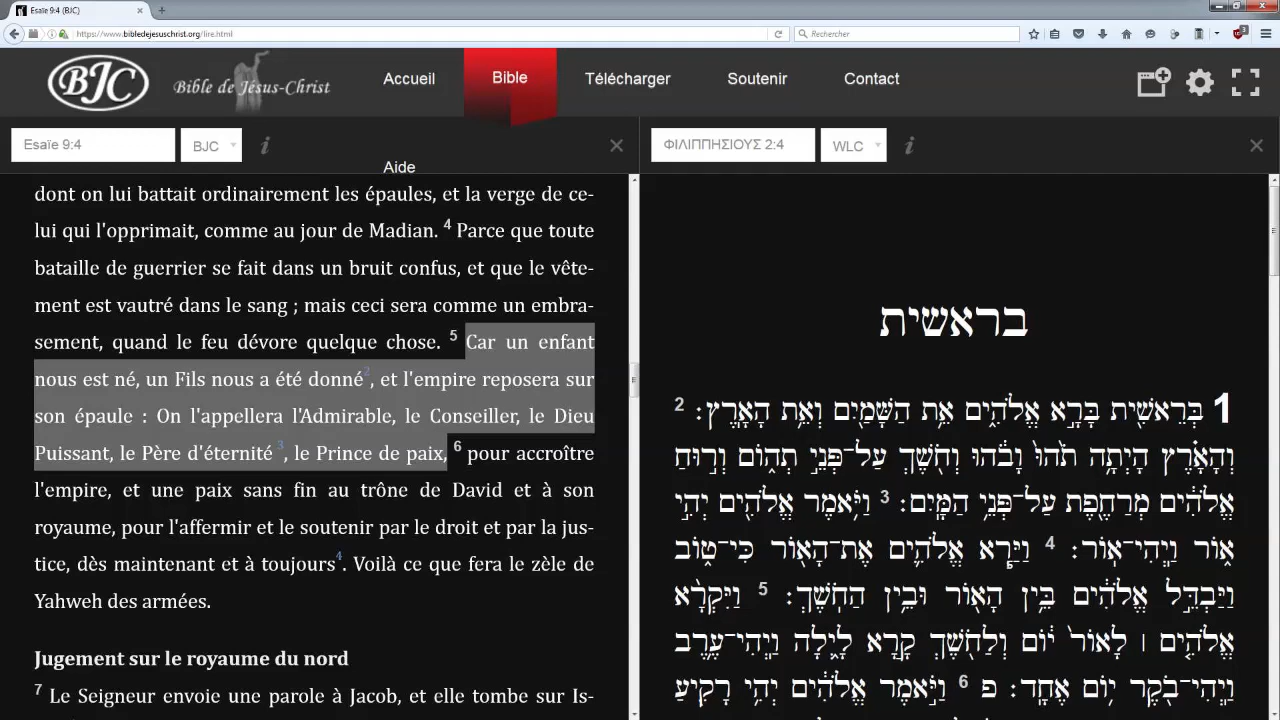 Esaïe 9:4 (BJC)
https://www.bibledejesuschrist.org/lire.html
Rechercher
BJC
Bible de Jésus-Christ
Accueil
Bible
Télécharger
Soutenir
Contact
Aide
Esaïe 9:4
BJC
i
ΦΙΛΙΠΠΗΣΙΟΥΣ 2:4
WLC
i
dont on lui battait ordinairement les épaules, et la verge de ce-
lui qui l'opprimait, comme au jour de Madian. 4 Parce que toute
bataille de guerrier se fait dans un bruit confus, et que le vête-
ment est vautré dans le sang ; mais ceci sera comme un embra-
sement, quand le feu dévore quelque chose. 5 Car un enfant
nous est né, un Fils nous a été donné2, et l'empire reposera sur
son épaule : On l'appellera l'Admirable, le Conseiller, le Dieu
Puissant, le Père d'éternité 3, le Prince de paix, 6 pour accroître
l'empire, et une paix sans fin au trône de David et à son
royaume, pour l'affermir et le soutenir par le droit et par la jus-
tice, dès maintenant et à toujours4. Voilà ce que fera le zèle de
Yahweh des armées.
Jugement sur le royaume du nord
7 Le Seigneur envoie une parole à Jacob, et elle tombe sur Is-
בראשית
1 בְּרֵאשִׁ֖ית בָּרָ֣א אֱלֹהִ֑ים אֵ֥ת הַשָּׁמַ֖יִם וְאֵ֥ת הָאָֽרֶץ׃ 2
וְהָאָ֗רֶץ הָיְתָ֥ה תֹ֙הוּ֙ וָבֹ֔הוּ וְחֹ֖שֶׁךְ עַל־פְּנֵ֣י תְה֑וֹם וְר֣וּחַ
אֱלֹהִ֔ים מְרַחֶ֖פֶת עַל־פְּנֵ֥י הַמָּֽיִם׃ 3 וַיֹּ֥אמֶר אֱלֹהִ֖ים יְהִ֣י
א֑וֹר וַֽיְהִי־אֽוֹר׃ 4 וַיַּ֧רְא אֱלֹהִ֛ים אֶת־הָא֖וֹר כִּי־ט֑וֹב
וַיַּבְדֵּ֣ל אֱלֹהִ֔ים בֵּ֥ין הָא֖וֹר וּבֵ֥ין הַחֹֽשֶׁךְ׃ 5 וַיִּקְרָ֨א
אֱלֹהִ֤ים ׀ לָאוֹר֙ י֔וֹם וְלַחֹ֖שֶׁךְ קָ֣רָא לָ֑יְלָה וַֽיְהִי־עֶ֥רֶב
וַֽיְהִי־בֹ֖קֶר י֥וֹם אֶחָֽד׃ פ 6 וַיֹּ֣אמֶר אֱלֹהִ֔ים יְהִ֥י רָקִ֖יעַ